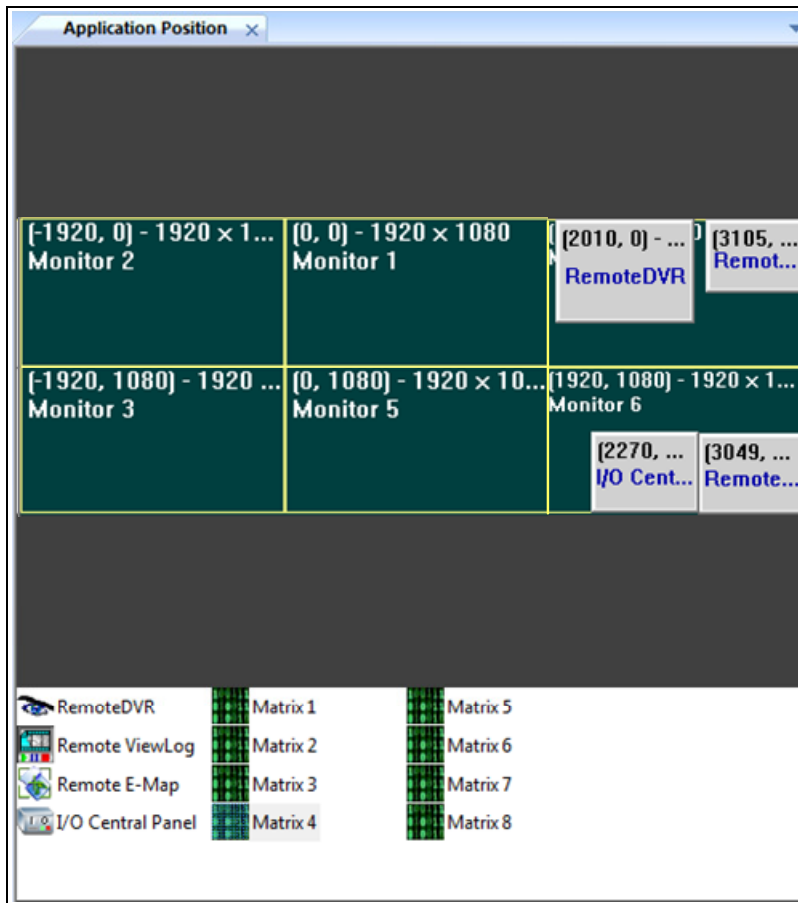 Application Position
(-1920, 0) - 1920 × 1...
Monitor 2
(0, 0) - 1920 × 1080
Monitor 1
(2010, 0) - ...
RemoteDVR
(3105, ...
Remot...
(-1920, 1080) - 1920 ...
Monitor 3
(0, 1080) - 1920 × 10...
Monitor 5
(1920, 1080) - 1920 × 1...
Monitor 6
(2270, ...
I/O Cent...
(3049, ...
Remote...
RemoteDVR
Matrix 1
Matrix 5
Remote ViewLog
Matrix 2
Matrix 6
Remote E-Map
Matrix 3
Matrix 7
I/O Central Panel
Matrix 4
Matrix 8